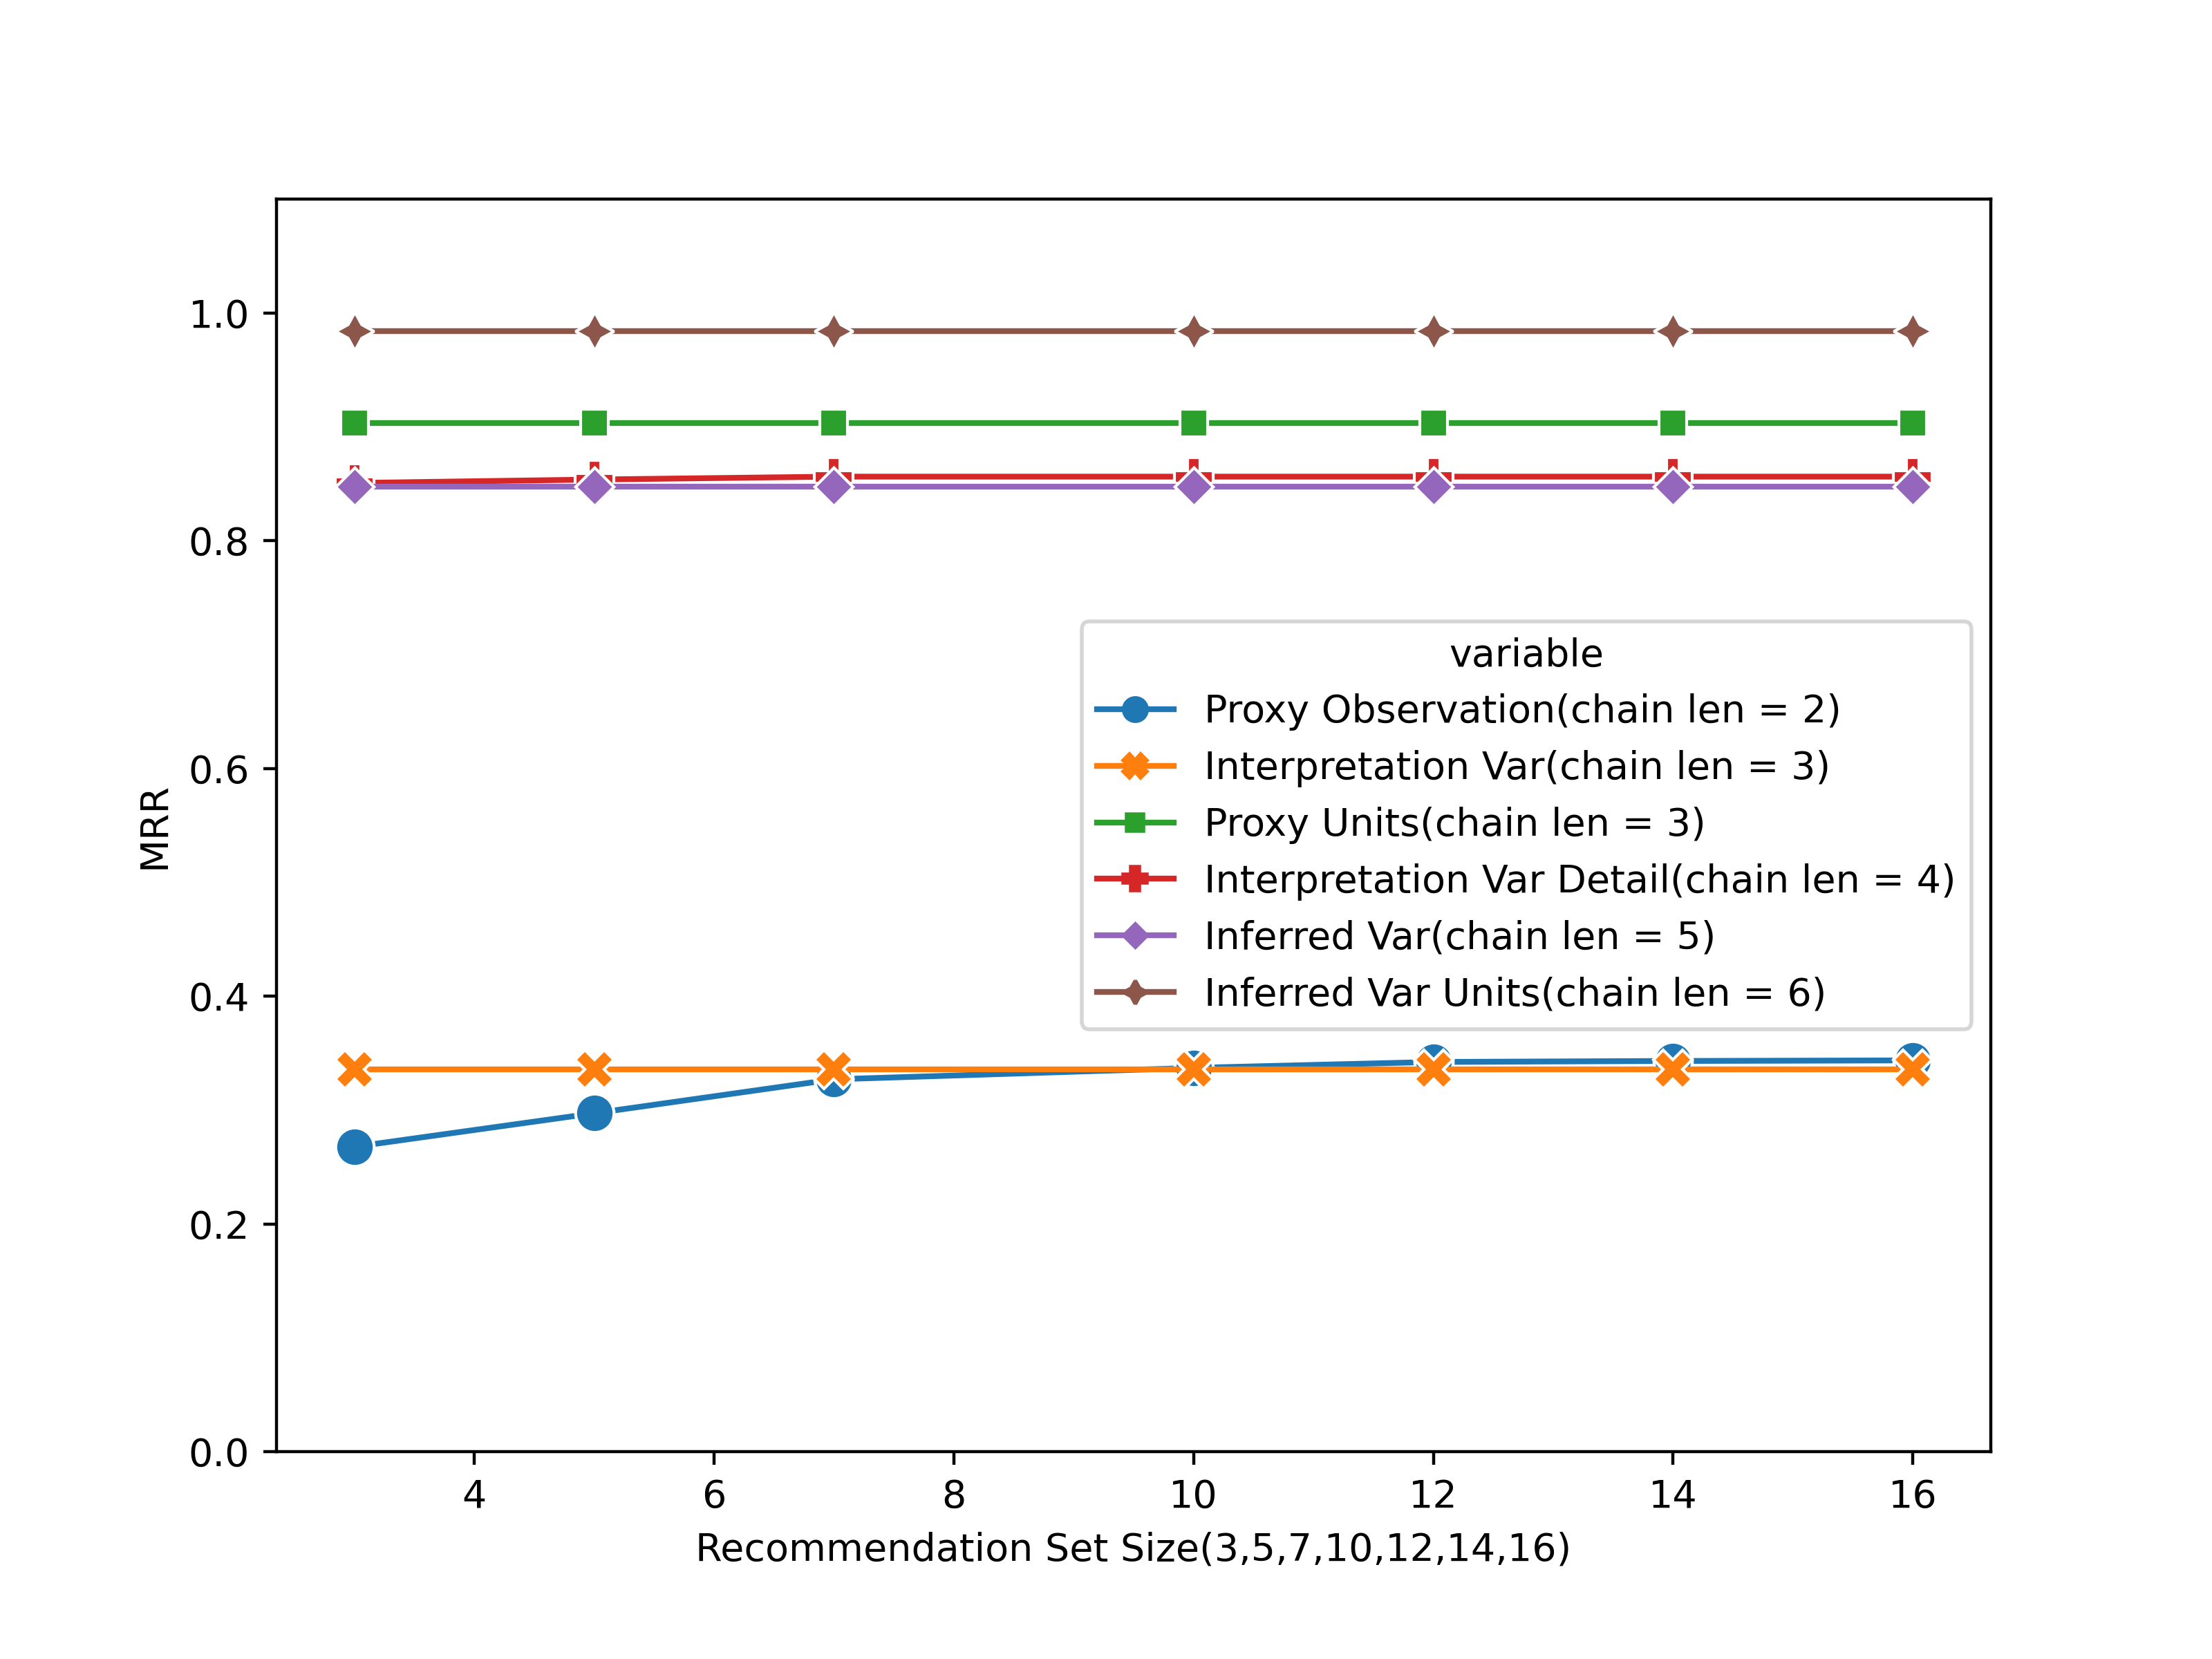 1.0
0.8
0.6
0.4
0.2
0.0
MRR
variable
Proxy Observation(chain len = 2)
Interpretation Var(chain len = 3)
Proxy Units(chain len = 3)
Interpretation Var Detail(chain len = 4)
Inferred Var(chain len = 5)
Inferred Var Units(chain len = 6)
4 6 8 10 12 14 16
Recommendation Set Size(3,5,7,10,12,14,16)